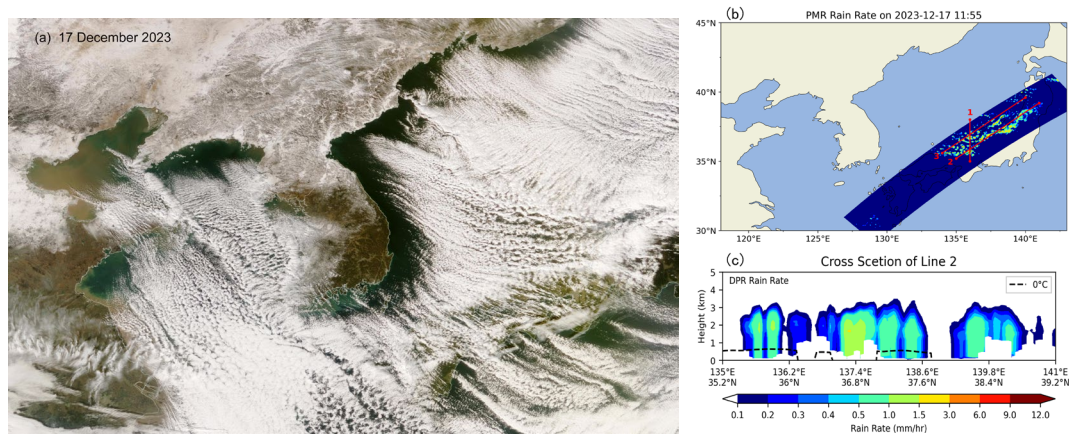 (a) 17 December 2023
(b)
PMR Rain Rate on 2023-12-17 11:55
45°N
40°N
35°N
30°N
1
3
2
120°E 125°E 130°E 135°E 140°E
(c)
Cross Scetion of Line 2
DPR Rain Rate
0°C
Height (km)
5
4
3
2
1
0
135°E 136.2°E 137.4°E 138.6°E 139.8°E 141°E
35.2°N 36°N 36.8°N 37.6°N 38.4°N 39.2°N
0.1 0.2 0.3 0.4 0.5 1.0 1.5 3.0 6.0 9.0 12.0
Rain Rate (mm/hr)